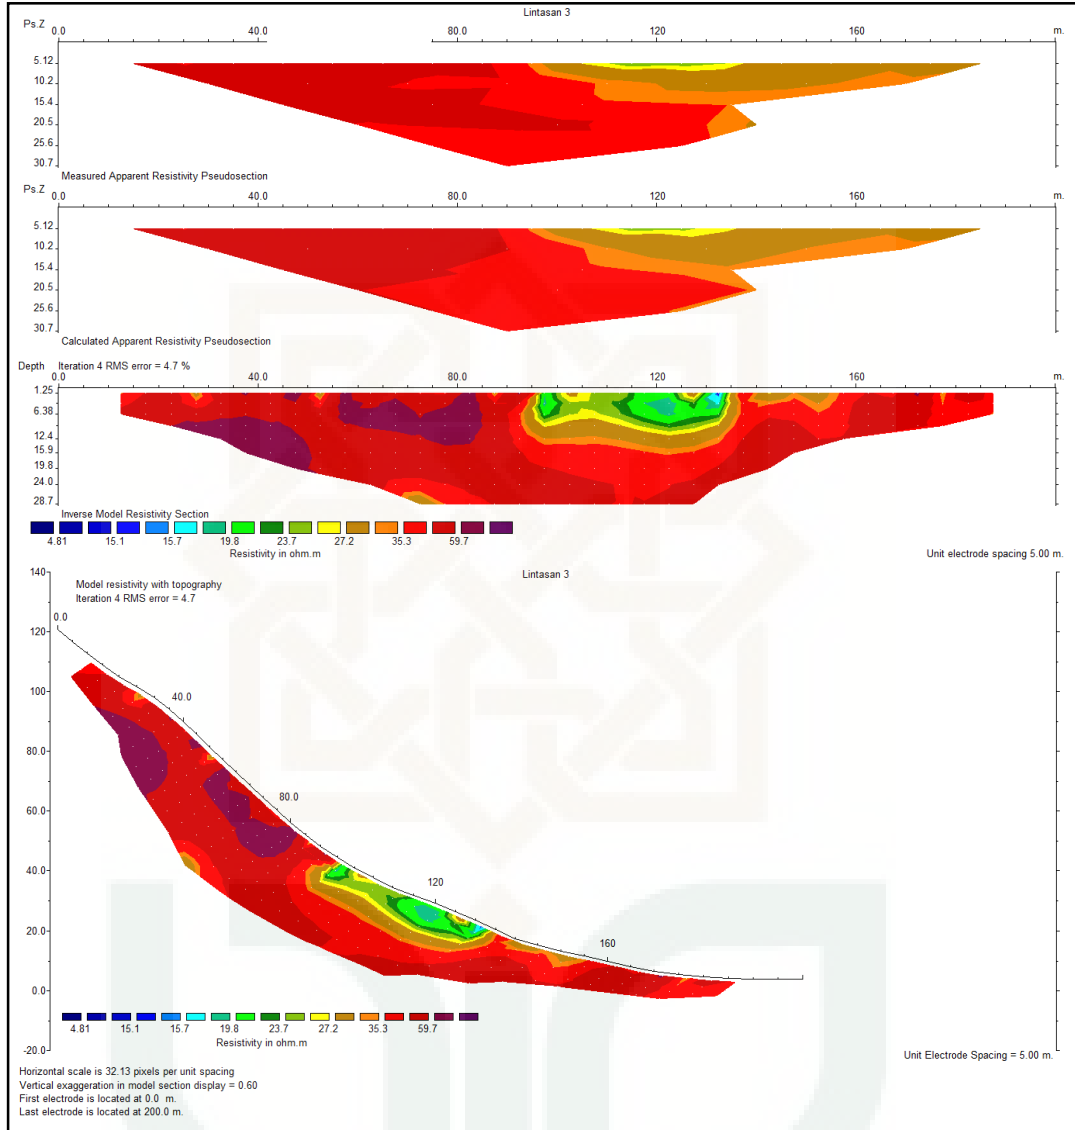 Lintasan 3
Ps.Z 0.0 80.0 120 160 m.
5.12
10.2
15.4
20.5
25.6
30.7
Measured Apparent Resistivity Pseudosection
Ps.Z 0.0 40.0 80.0 120 160 m.
5.12
10.2
15.4
20.5
25.6
30.7
Calculated Apparent Resistivity Pseudosection
Depth Iteration 4 RMS error = 4.7 %
0.0 40.0 80.0 120 160 m.
1.25
6.38
12.4
15.9
19.8
24.0
28.7
Inverse Model Resistivity Section
4.81 15.1 15.7 19.8 23.7 27.2 35.3 59.7
Resistivity in ohm.m
Unit electrode spacing 5.00 m.
Lintasan 3
Model resistivity with topography
Iteration 4 RMS error = 4.7
140
120
100
80.0
60.0
40.0
20.0
0.0
-20.0
0.0
40.0
80.0
120
160
4.81 15.1 15.7 19.8 23.7 27.2 35.3 59.7
Resistivity in ohm.m
Unit Electrode Spacing = 5.00 m.
Horizontal scale is 32.13 pixels per unit spacing
Vertical exaggeration in model section display = 0.60
First electrode is located at 0.0 m.
Last electrode is located at 200.0 m.